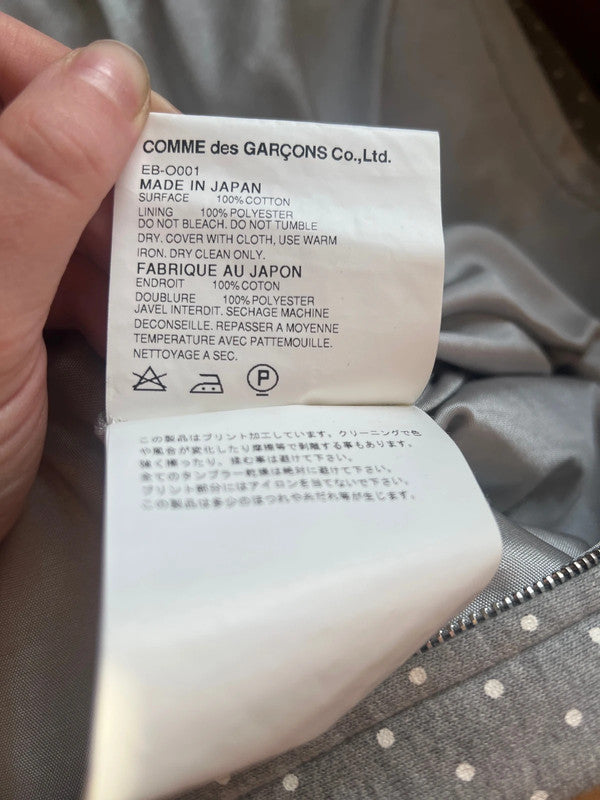 COMME des GARÇONS Co.,Ltd.
EB-O001
MADE IN JAPAN
SURFACE 100%COTTON
LINING 100%POLYESTER
DO NOT BLEACH. DO NOT TUMBLE
DRY. COVER WITH CLOTH, USE WARM
IRON. DRY CLEAN ONLY.
FABRIQUE AU JAPON
ENDROIT 100%COTON
DOUBLURE 100%POLYESTER
JAVEL INTERDIT. SECHAGE MACHINE
DECONSEILLE. REPASSER A MOYENNE
TEMPERATURE AVEC PATTEMOUILLE.
NETTOYAGE A SEC.
P
この製品はプリント加工しています。クリーニングで色
や風合が変化したり摩擦等で剥離する事もあります。
強く擦ったり、揉む事は避けて下さい。
全てのタンブラー乾燥は絶対に避けて下さい。
プリント部分にはアイロンを当てないで下さい。
この製品は多少のほつれや糸だれ等が生じます。